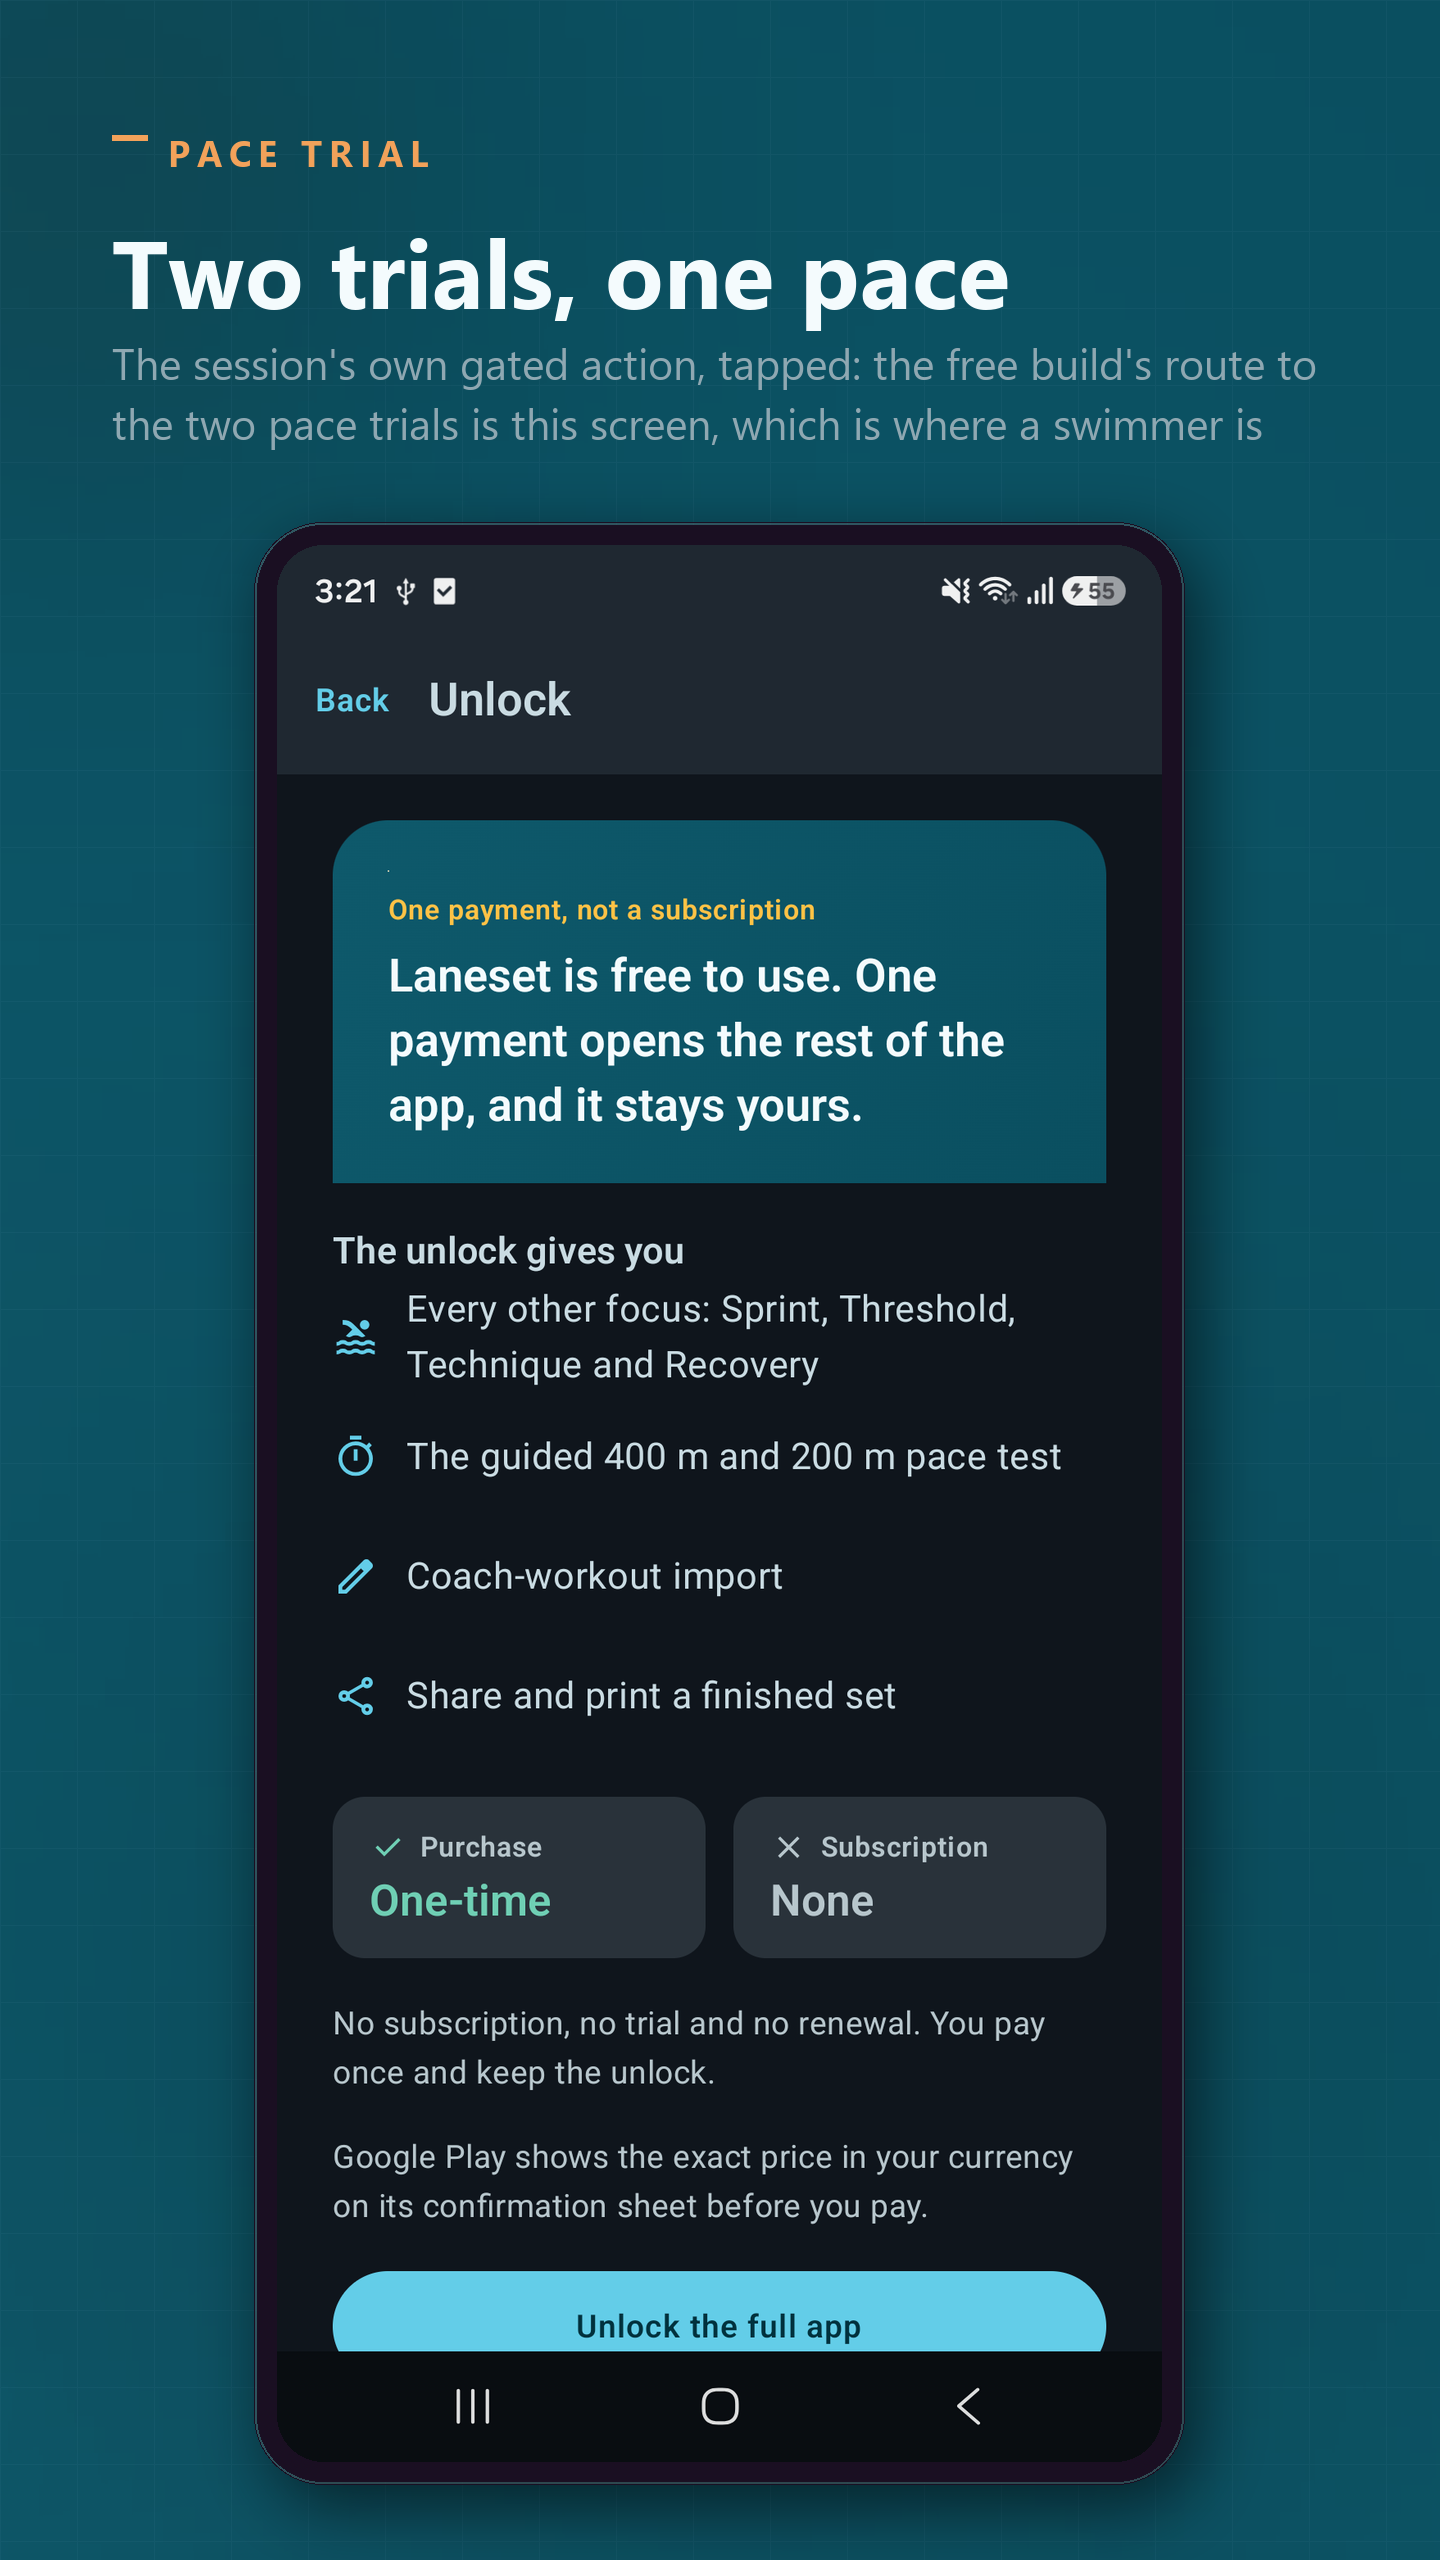 PACE TRIAL
Two trials, one pace
The session's own gated action, tapped: the free build's route to
the two pace trials is this screen, which is where a swimmer is
3:21
55
Back Unlock
One payment, not a subscription
Laneset is free to use. One
payment opens the rest of the
app, and it stays yours.
The unlock gives you
Every other focus: Sprint, Threshold,
Technique and Recovery
The guided 400 m and 200 m pace test
Coach-workout import
Share and print a finished set
Purchase
One-time
Subscription
None
No subscription, no trial and no renewal. You pay
once and keep the unlock.
Google Play shows the exact price in your currency
on its confirmation sheet before you pay.
Unlock the full app